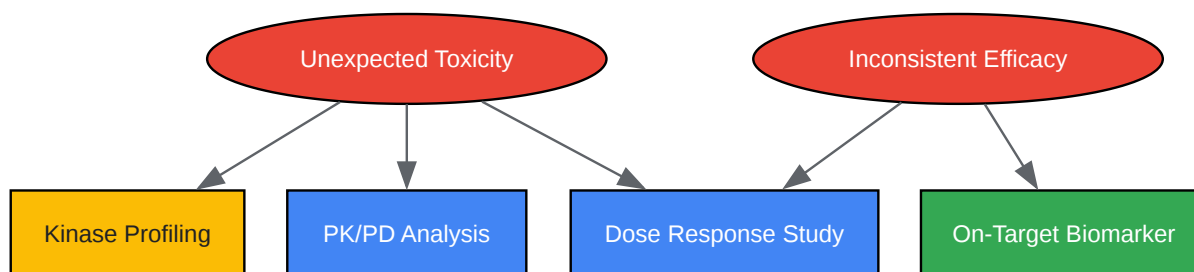 Unexpected Toxicity
Inconsistent Efficacy
Kinase Profiling
PK/PD Analysis
Dose Response Study
On-Target Biomarker